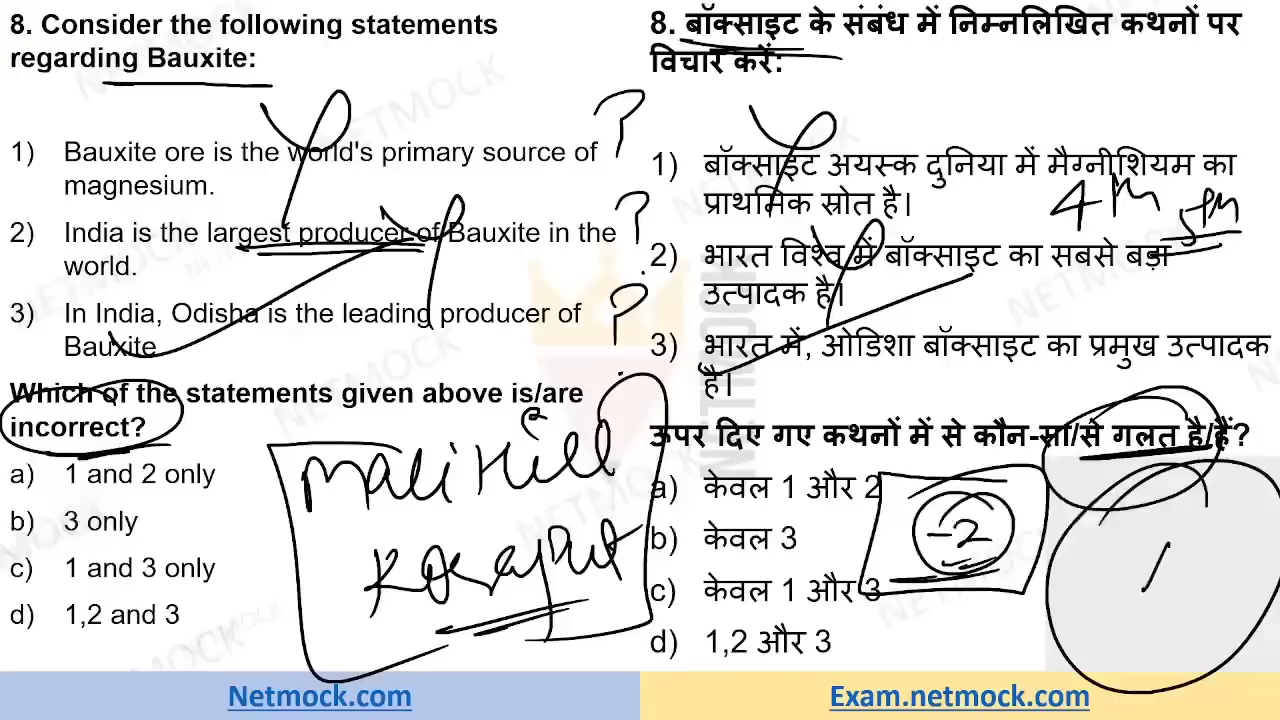 8. Consider the following statements
regarding Bauxite:
1) Bauxite ore is the world's primary source of
magnesium.
2) India is the largest producer of Bauxite in the
world.
3) In India, Odisha is the leading producer of
Bauxite
Which of the statements given above is/are
incorrect?
a) 1 and 2 only
b) 3 only
c) 1 and 3 only
d) 1,2 and 3
Mali Hill
Koraput
Netmock.com
8. बॉक्साइट के संबंध में निम्नलिखित कथनों पर
विचार करें:
1) बॉक्साइट अयस्क दुनिया में मैग्नीशियम का
प्राथमिक स्रोत है।
4th
5th
2) भारत विश्व में बॉक्साइट का सबसे बड़ा
उत्पादक है।
3) भारत में, ओडिशा बॉक्साइट का प्रमुख उत्पादक
है।
ऊपर दिए गए कथनों में से कौन-सा/से गलत है/हैं?
a) केवल 1 और 2
b) केवल 3
c) केवल 1 और 3
d) 1,2 और 3
-2
Exam.netmock.com
NETMOCK